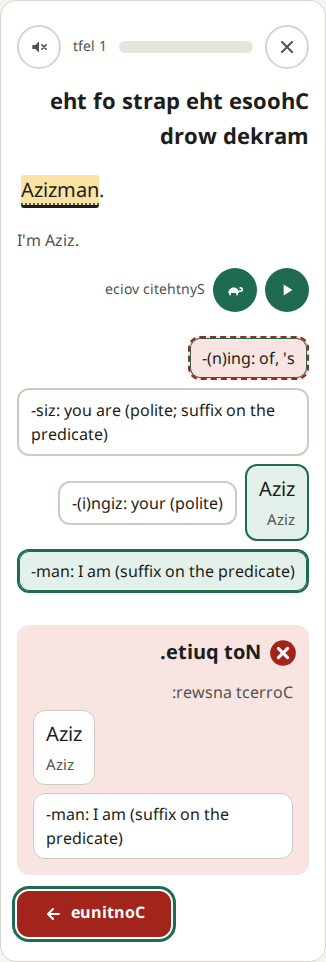 tfel 1
eht fo strap eht esoohC
drow dekram
Azizman.
I'm Aziz.
eciov citehtnyS
-(n)ing: of, 's
-siz: you are (polite; suffix on the
predicate)
Aziz
Aziz
-(i)ngiz: your (polite)
-man: I am (suffix on the predicate)
.etiuq toN
:rewsna tcerroC
Aziz
Aziz
-man: I am (suffix on the
predicate)
← eunitnoC